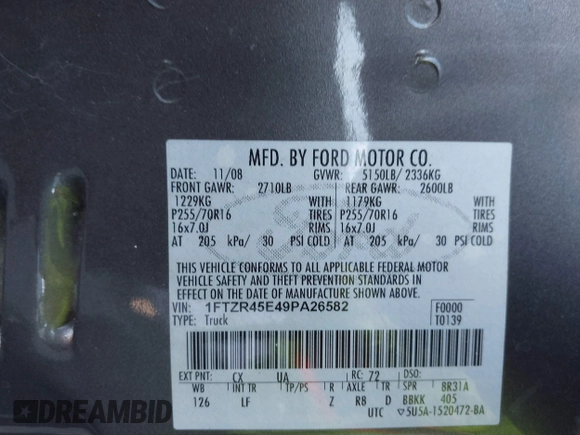 MFD. BY FORD MOTOR CO.
DATE: 11/08 GVWR: 5150LB/ 2336KG
FRONT GAWR: 2710LB REAR GAWR: 2600LB
1229KG WITH 1179KG WITH
P255/70R16 TIRES P255/70R16 TIRES
16x7.0J RIMS 16x7.0J RIMS
AT 205 kPa/ 30 PSI COLD AT 205 kPa/ 30 PSI COLD
THIS VEHICLE CONFORMS TO ALL APPLICABLE FEDERAL MOTOR
VEHICLE SAFETY AND THEFT PREVENTION STANDARDS
IN EFFECT ON THE DATE OF MANUFACTURE SHOWN ABOVE.
VIN: 1FTZR45E49PA26582 F0000
TYPE: Truck T0139
EXT PNT: CX UA RC: 72 DSO:
WB INT TR TP/PS R AXLE TR SPR 8R31A
126 LF Z R8 D BBKK 405
UTC ▽5U5A-1520472-BA
Ford
DREAMBID